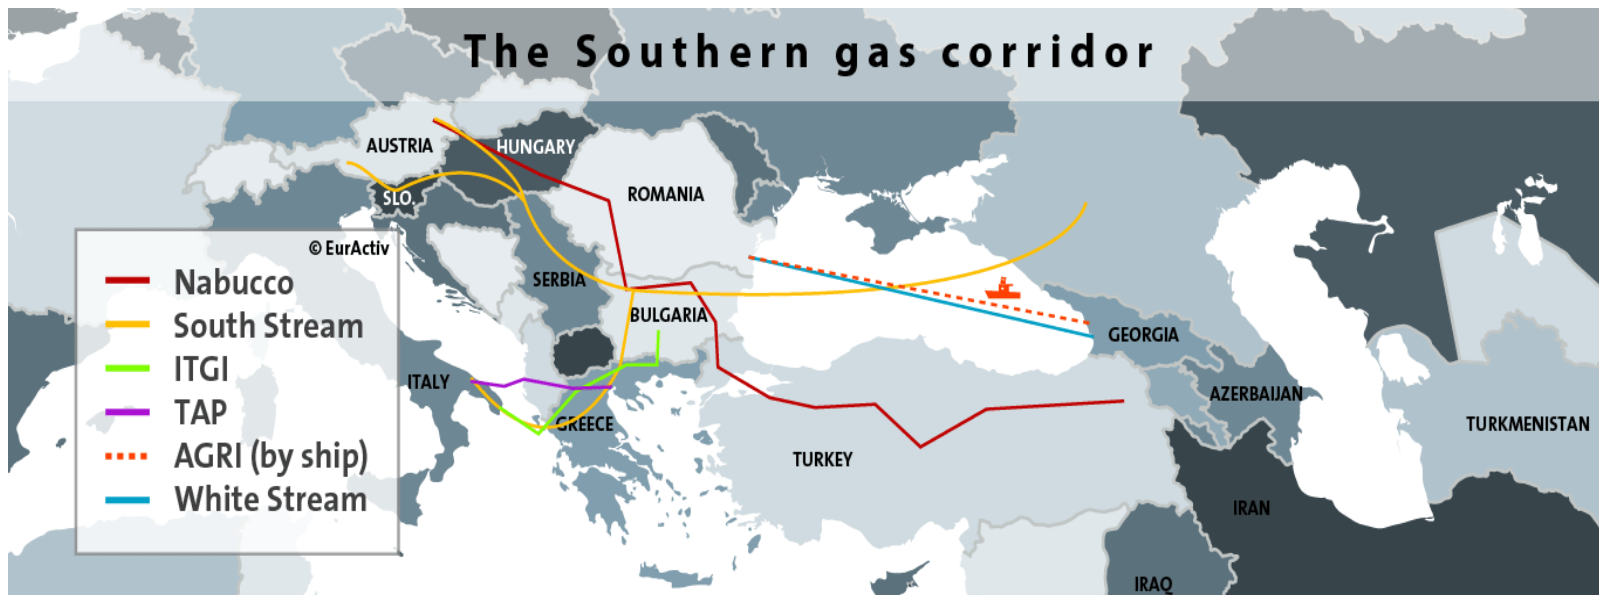 The Southern gas corridor
AUSTRIA
HUNGARY
SLO.
ROMANIA
© EurActiv
Nabucco
South Stream
ITGI
TAP
AGRI (by ship)
White Stream
SERBIA
BULGARIA
GEORGIA
ITALY
GREECE
AZERBAIJAN
TURKMENISTAN
TURKEY
IRAN
IRAQ